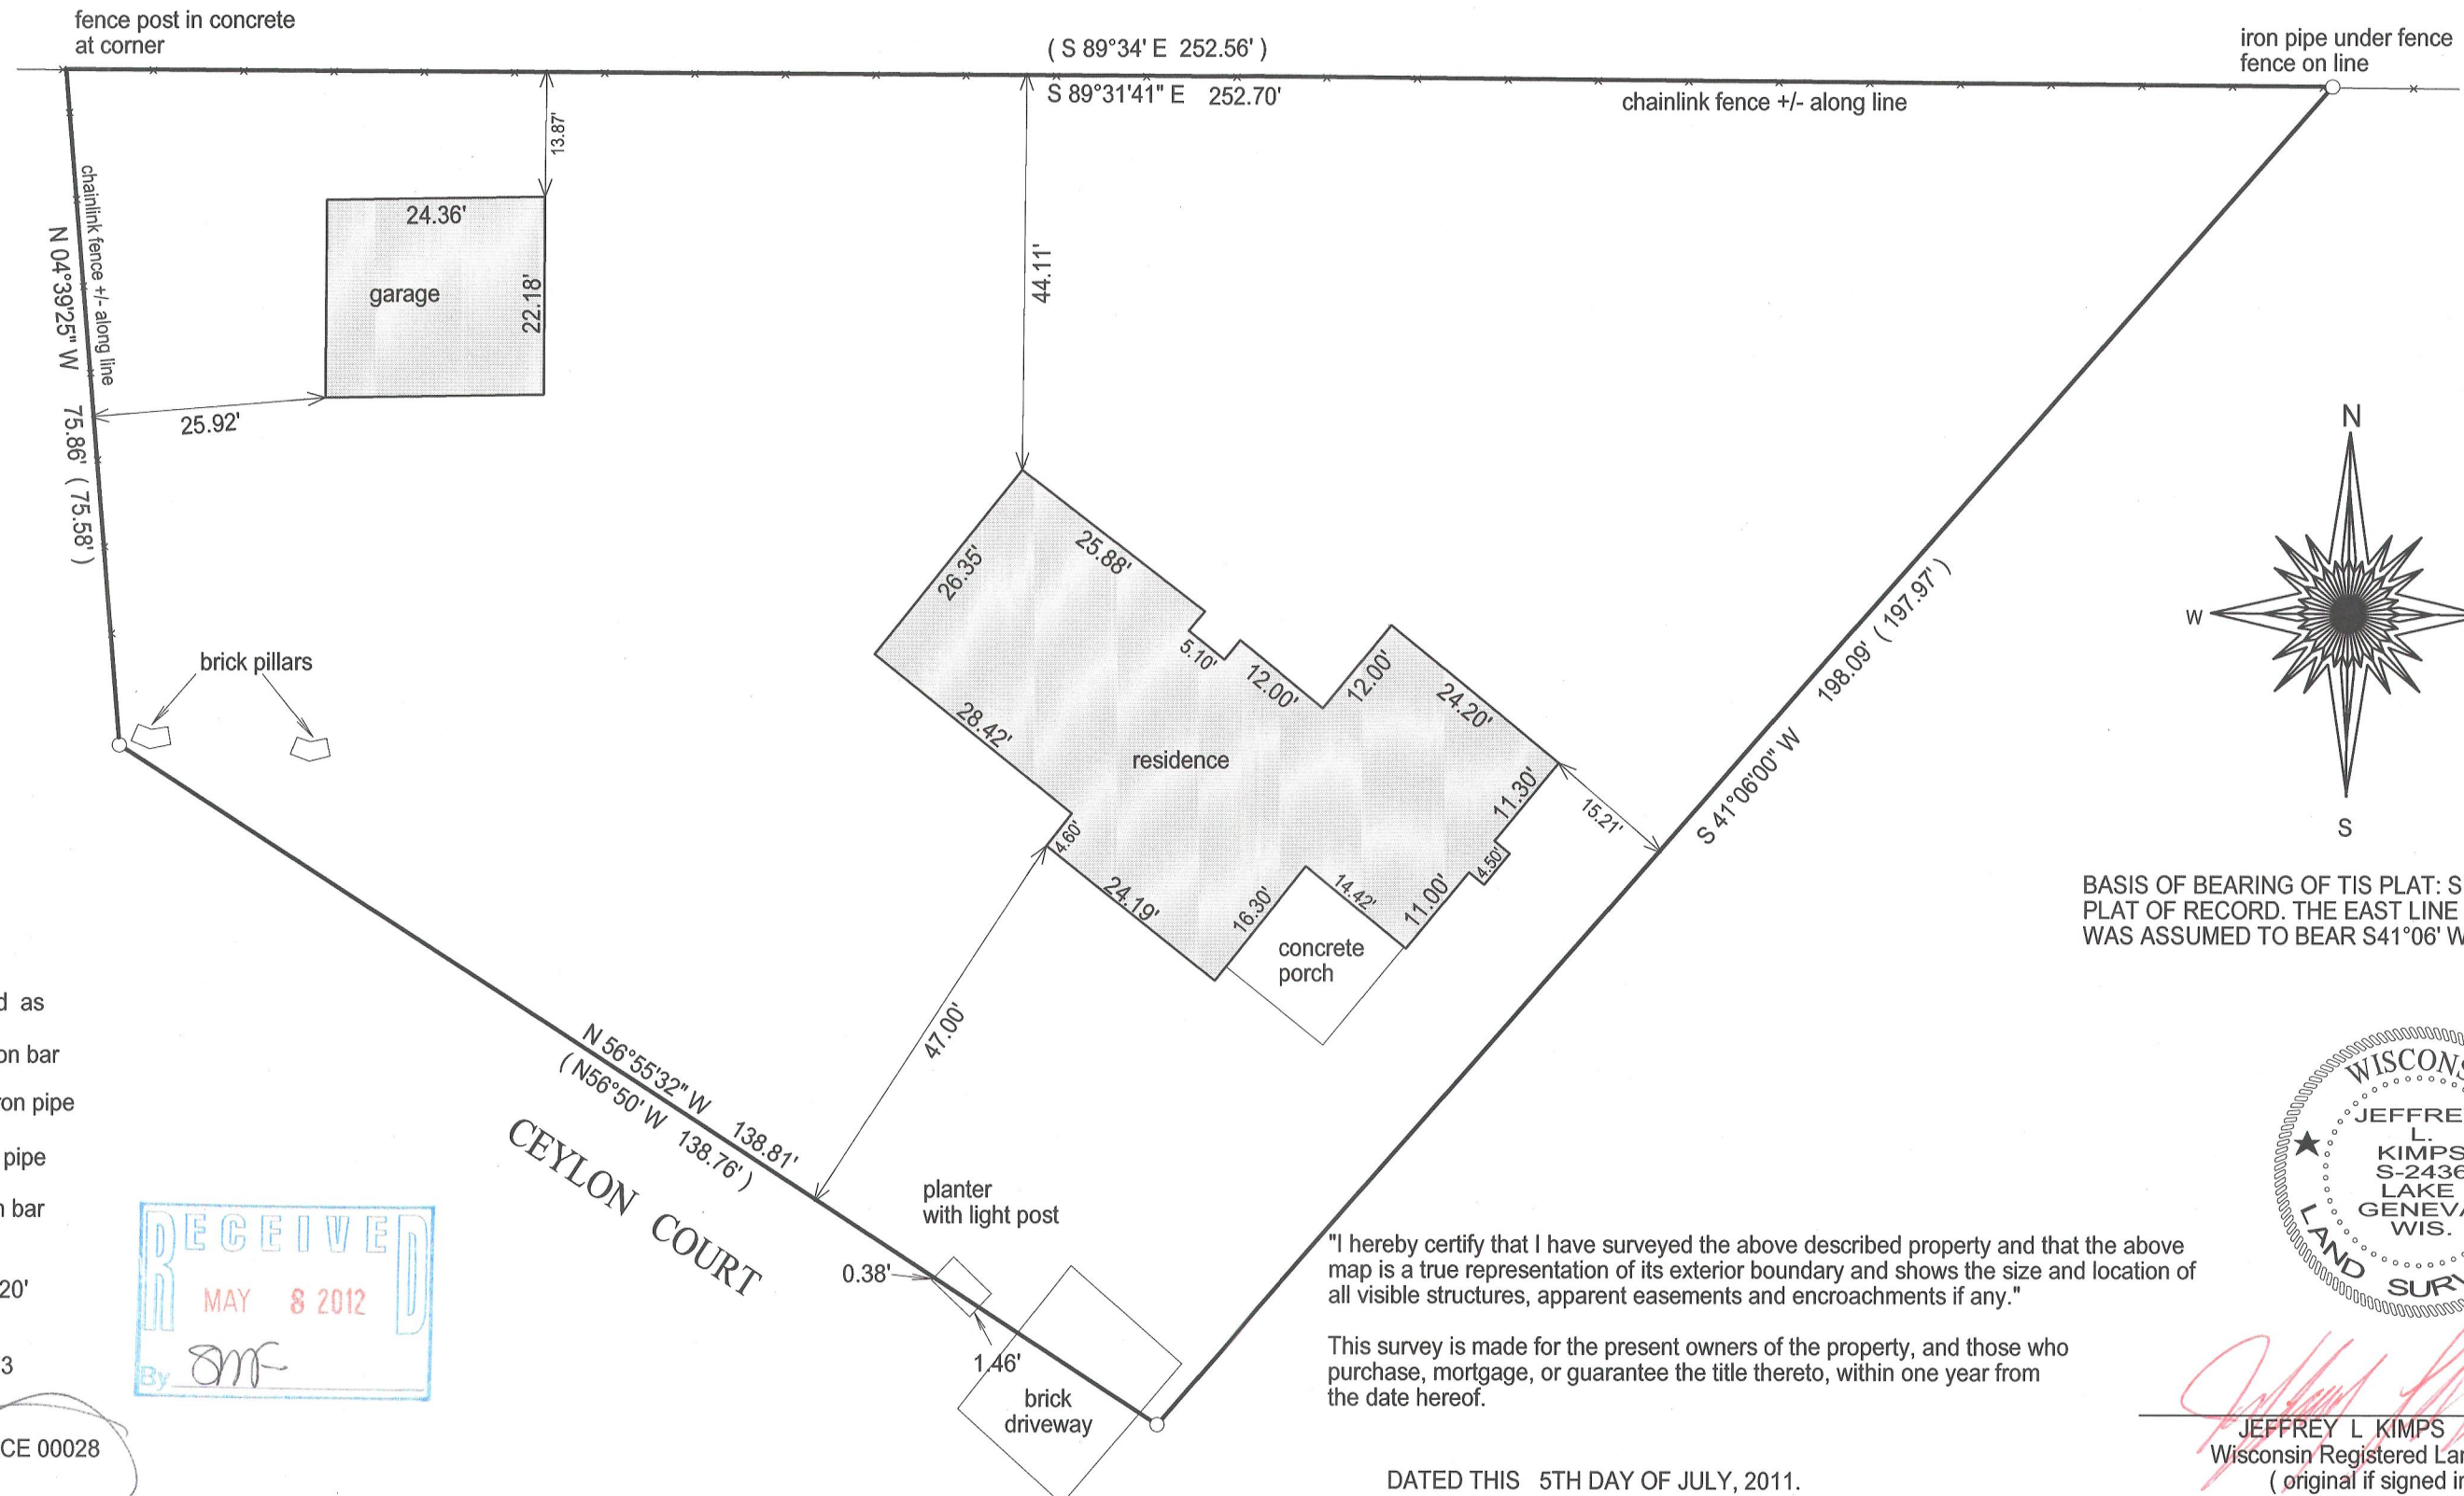 fence post in concrete
at corner
( S 89°34' E 252.56' )
S 89°31'41" E 252.70'
iron pipe under fence
fence on line
chainlink fence +/- along line
13.87'
24.36'
garage
22.18'
25.92'
chainlink fence +/- along line
N 04°39'25" W 75.86' ( 75.58' )
44.11'
brick pillars
26.35'
25.88'
5.10'
12.00'
12.00'
24.20'
28.42'
residence
11.30'
15.21'
4.60'
4.50'
24.19'
16.30'
14.42'
11.00'
concrete
porch
47.00'
S 41°06'00" W 198.09' ( 197.97' )
N
W
S
BASIS OF BEARING OF TIS PLAT: S
PLAT OF RECORD. THE EAST LINE
WAS ASSUMED TO BEAR S41°06' W
N 56°55'32" W 138.81'
( N56°50' W 138.76' )
CEYLON COURT
planter
with light post
0.38'
1.46'
brick
driveway
as
bar
pipe
pipe
bar
20'
3
CE 00028
RECEIVED
MAY 8 2012
By SMF
WISCONS
JEFFRE
L.
KIMPS
S-2436
LAKE
GENEVA
WIS.
LAND SURV
"I hereby certify that I have surveyed the above described property and that the above
map is a true representation of its exterior boundary and shows the size and location of
all visible structures, apparent easements and encroachments if any."
This survey is made for the present owners of the property, and those who
purchase, mortgage, or guarantee the title thereto, within one year from
the date hereof.
DATED THIS 5TH DAY OF JULY, 2011.
JEFFREY L KIMPS
Wisconsin Registered Lan
( original if signed in